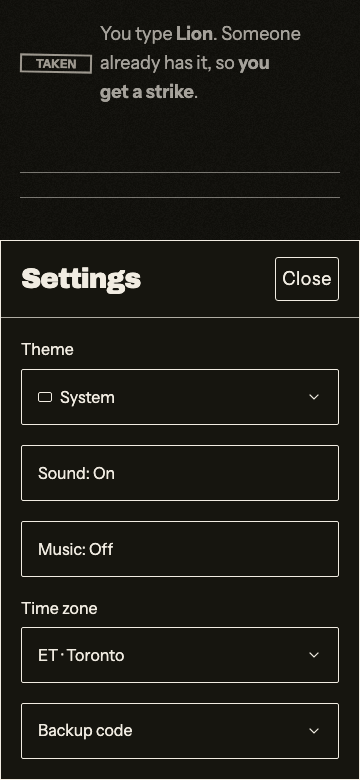 You type Lion. Someone
TAKEN already has it, so you
get a strike.
Settings
Close
Theme
System
Sound: On
Music: Off
Time zone
ET · Toronto
Backup code